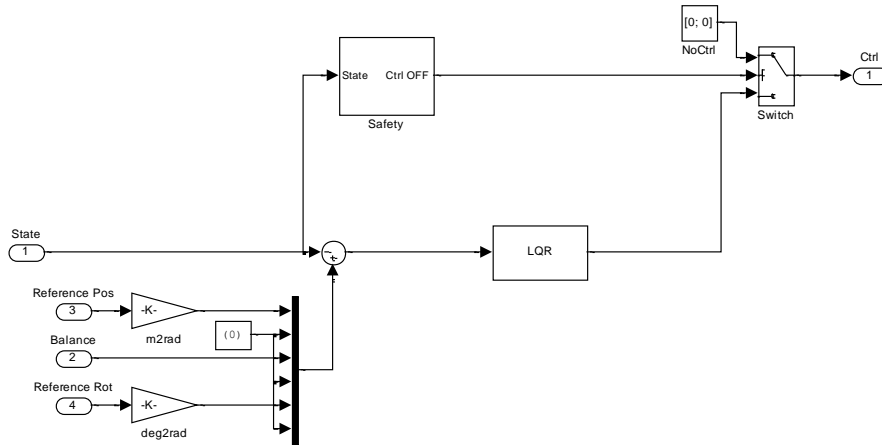 [0; 0]
NoCtrl
Ctrl
1
State
Ctrl OFF
Safety
Switch
State
1
LQR
Reference Pos
3
-K-
m2rad
(0)
Balance
2
Reference Rot
4
-K-
deg2rad